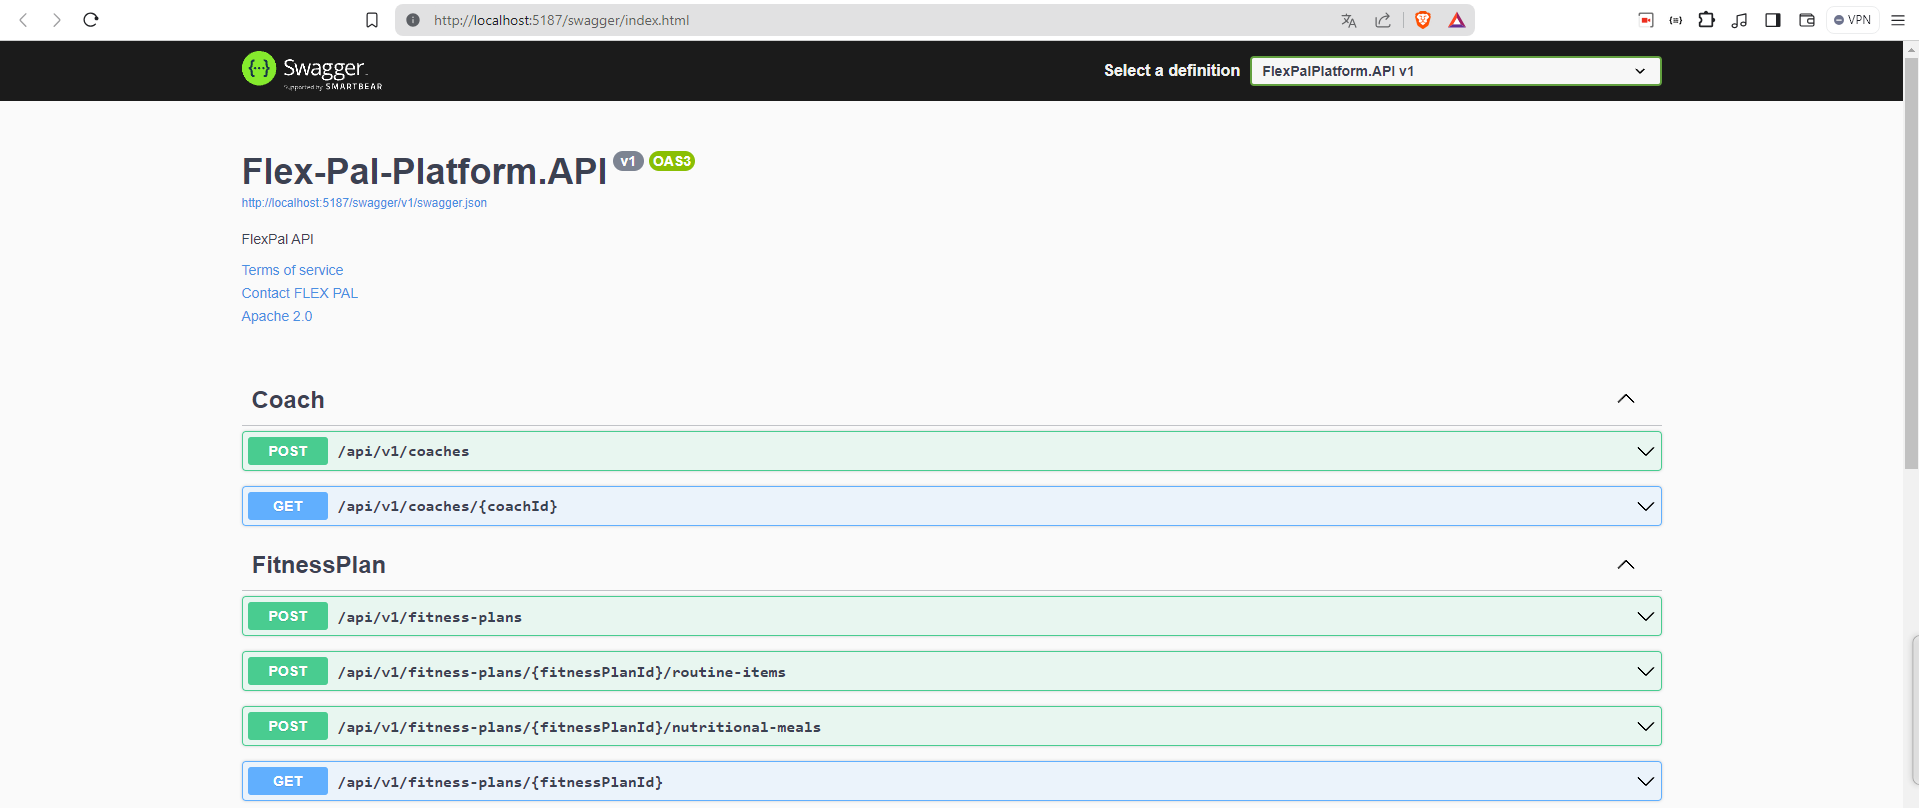 http://localhost:5187/swagger/index.html
VPN
Swagger
Supported by SMARTBEAR
Select a definition
FlexPalPlatform.API v1
Flex-Pal-Platform.API v1 OAS3
http://localhost:5187/swagger/v1/swagger.json
FlexPal API
Terms of service
Contact FLEX PAL
Apache 2.0
Coach
POST /api/v1/coaches
GET /api/v1/coaches/{coachId}
FitnessPlan
POST /api/v1/fitness-plans
POST /api/v1/fitness-plans/{fitnessPlanId}/routine-items
POST /api/v1/fitness-plans/{fitnessPlanId}/nutritional-meals
GET /api/v1/fitness-plans/{fitnessPlanId}